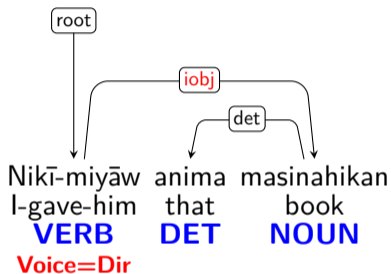 root
iobj
det
Nikī-miyāw anima masinahikan
I-gave-him that book
VERB DET NOUN
Voice=Dir